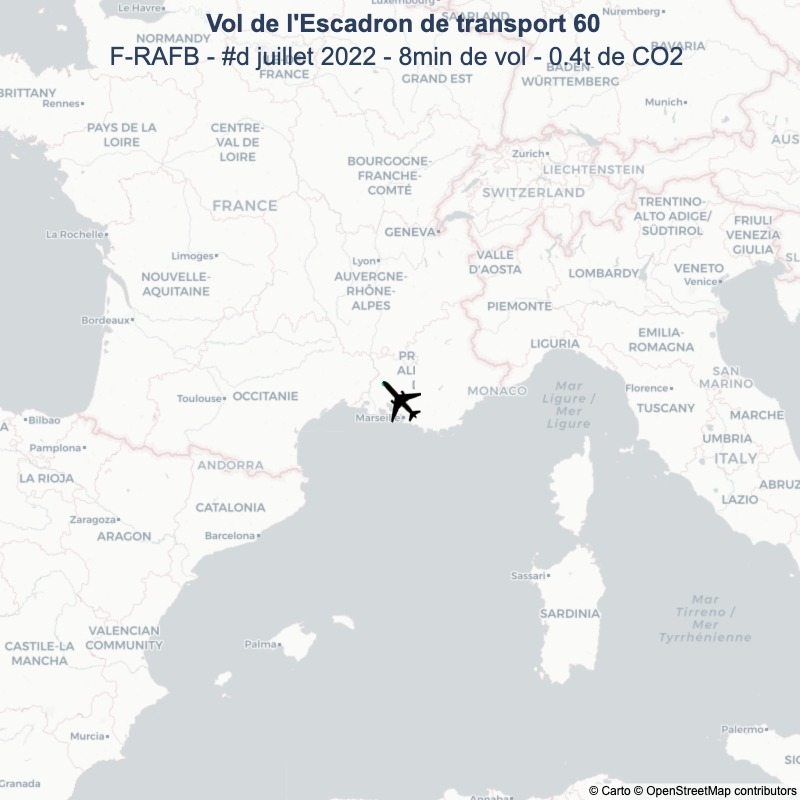 Vol de l'Escadron de transport 60
F-RAFB - #d juillet 2022 - 8min de vol - 0.4t de CO2
Le Havre
NORMANDY
Luxembourg
SAARLAND
Nuremberg
BAVARIA
FRANCE
GRAND EST
BADEN-
WÜRTTEMBERG
BRITTANY
Rennes
Munich
PAYS DE LA
LOIRE
CENTRE-
VAL DE
LOIRE
AUS
Zurich
BOURGOGNE-
FRANCHE-
COMTÉ
LIECHTENSTEIN
SWITZERLAND
FRANCE
TRENTINO-
ALTO ADIGE/
SÜDTIROL
La Rochelle
GENEVA
FRIULI
VENEZIA
GIULIA
Limoges
Lyon
VALLE
D'AOSTA
SL
NOUVELLE-
AQUITAINE
AUVERGNE-
RHÔNE-
ALPES
LOMBARDY
VENETO
Venice
PIEMONTE
Bordeaux
EMILIA-
ROMAGNA
LIGURIA
PR
ALI
SAN
MARINO
Toulouse
OCCITANIE
MONACO
Mar
Ligure /
Mer
Ligure
Florence
TUSCANY
MARCHE
Marseille
Bilbao
A
UMBRIA
Pamplona
ITALY
LA RIOJA
ANDORRA
ABRUZ
LAZIO
CATALONIA
Zaragoza
ARAGON
Barcelona
Sassari
SARDINIA
Mar
Tirreno /
Mer
Tyrrhénienne
VALENCIAN
COMMUNITY
CASTILE-LA
MANCHA
Palma
Murcia
Palermo
SIC
Granada
Annaba
© Carto © OpenStreetMap contributors